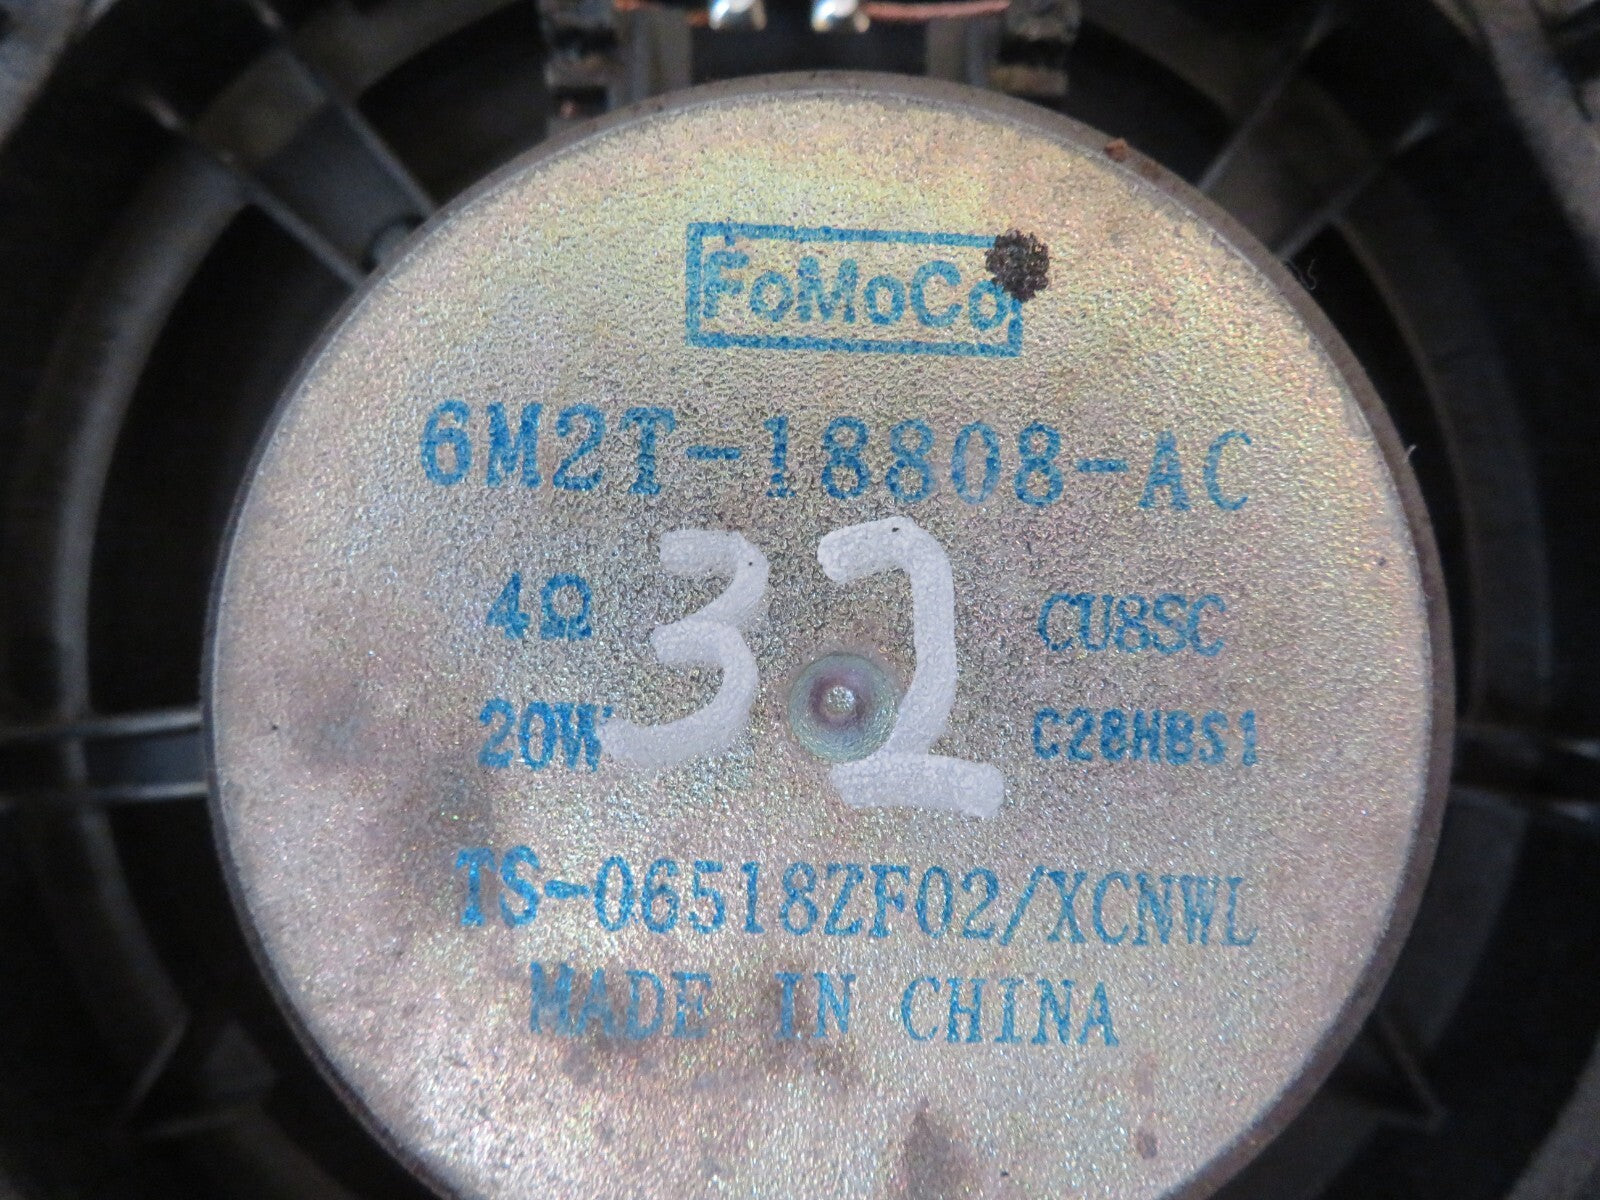 FoMoCo
6M2T-18808-AC
32
4Ω CU8SC
20W C28HBS1
TS-06518ZF02/XCNWL
MADE IN CHINA